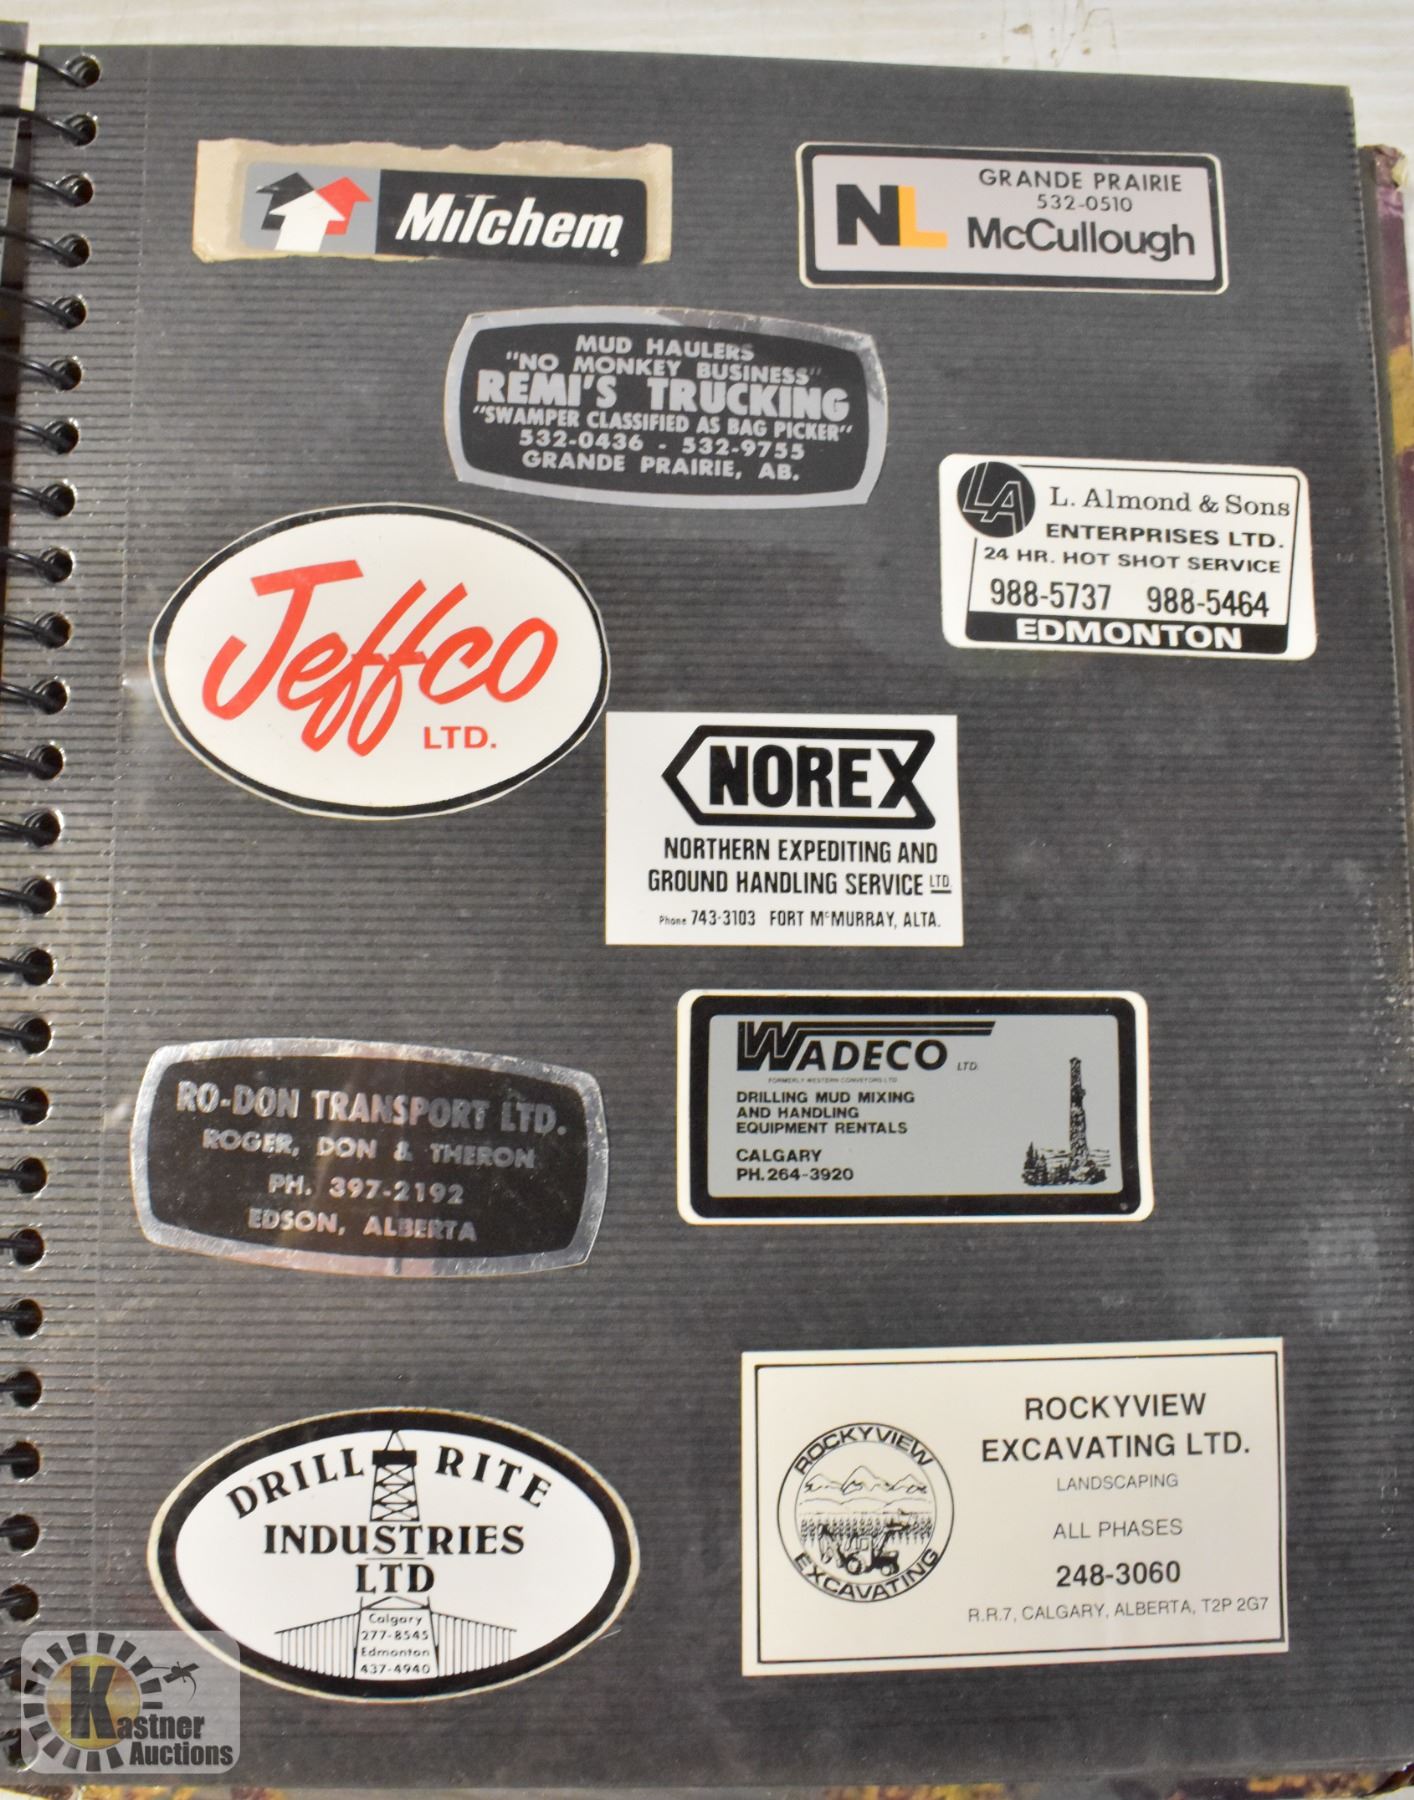 Mitchem
GRANDE PRAIRIE
532-0510
NL McCullough
MUD HAULERS
"NO MONKEY BUSINESS"
REMI'S TRUCKING
"SWAMPER CLASSIFIED AS BAG PICKER"
532-0436 - 532-9755
GRANDE PRAIRIE, AB.
LA
L. Almond & Sons
ENTERPRISES LTD.
24 HR. HOT SHOT SERVICE
988-5737 988-5464
EDMONTON
Jeffco
LTD.
NOREX
NORTHERN EXPEDITING AND
GROUND HANDLING SERVICE LTD.
Phone 743-3103 FORT McMURRAY, ALTA.
WADECO LTD.
FORMERLY WESTERN CONVEYORS LTD
DRILLING MUD MIXING
AND HANDLING
EQUIPMENT RENTALS
CALGARY
PH. 264-3920
RO-DON TRANSPORT LTD.
ROGER, DON & THERON
PH. 397-2192
EDSON, ALBERTA
DRILL RITE
INDUSTRIES
LTD
Calgary
277-8545
Edmonton
437-4940
ROCKYVIEW
EXCAVATING
ROCKYVIEW
EXCAVATING LTD.
LANDSCAPING
ALL PHASES
248-3060
R.R.7, CALGARY, ALBERTA, T2P 2G7
Kastner
Auctions